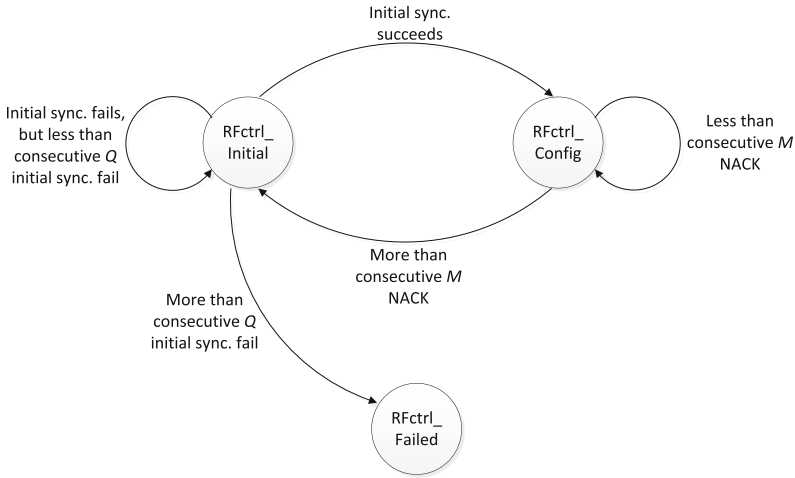 Initial sync.
succeeds
Initial sync. fails,
but less than
consecutive Q
initial sync. fail
RFctrl_
Initial
RFctrl_
Config
Less than
consecutive M
NACK
More than
consecutive M
NACK
More than
consecutive Q
initial sync. fail
RFctrl_
Failed